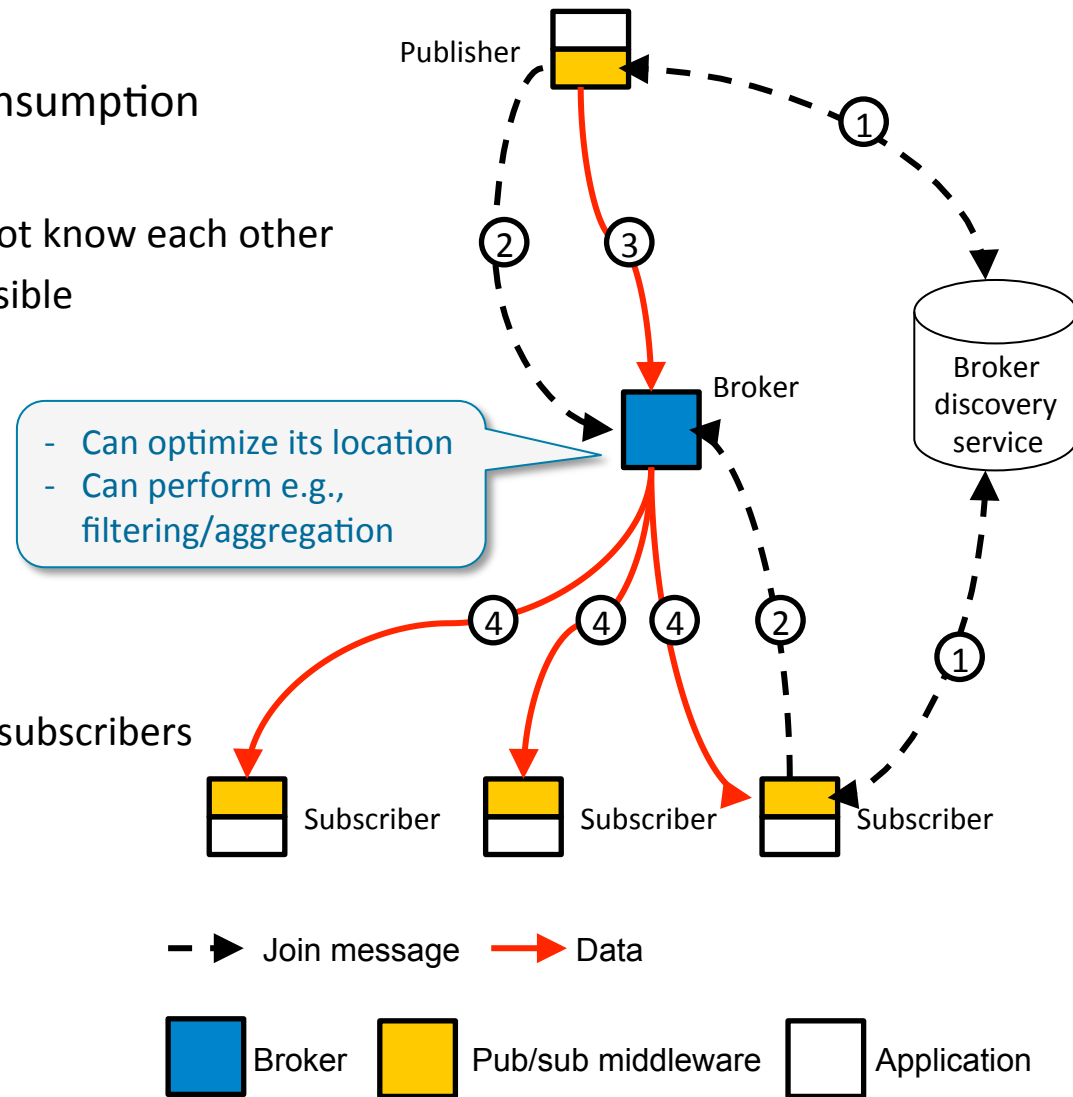 Publisher
nsumption
1
ot know each other
2
3
sible
Broker
discovery
service
Broker
- Can optimize its location
- Can perform e.g.,
filtering/aggregation
4
4
4
2
1
subscribers
Subscriber
Subscriber
Subscriber
Join message
Data
Broker
Pub/sub middleware
Application